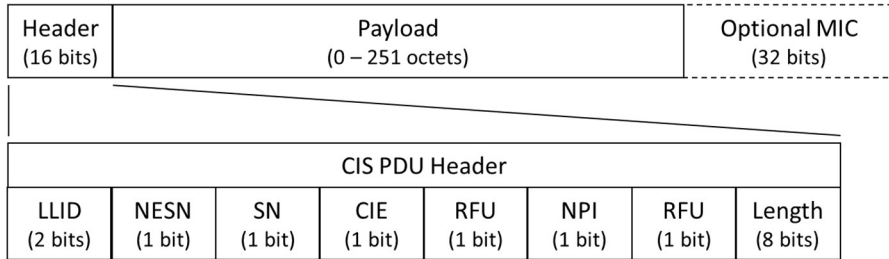 Header Payload Optional MIC
(16 bits) (0 – 251 octets) (32 bits)
CIS PDU Header
LLID NESN SN CIE RFU NPI RFU Length
(2 bits) (1 bit) (1 bit) (1 bit) (1 bit) (1 bit) (1 bit) (8 bits)